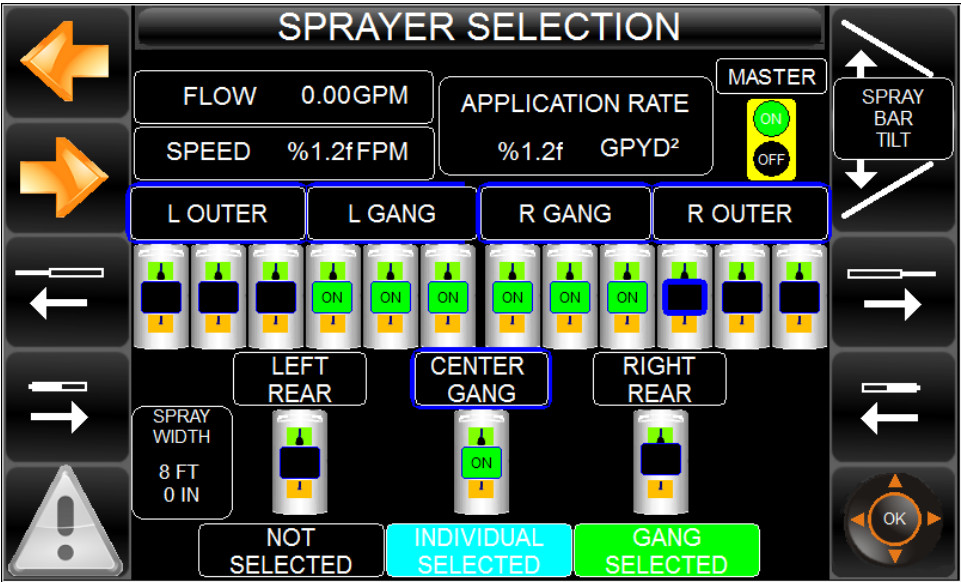 SPRAYER SELECTION
FLOW 0.00GPM
SPEED %1.2f FPM
APPLICATION RATE
%1.2f GPYD²
MASTER
ON
OFF
SPRAY
BAR
TILT
L OUTER L GANG R GANG R OUTER
ON ON ON ON ON ON
LEFT
REAR
CENTER
GANG
RIGHT
REAR
SPRAY
WIDTH
8 FT
0 IN
ON
OK
NOT
SELECTED
INDIVIDUAL
SELECTED
GANG
SELECTED